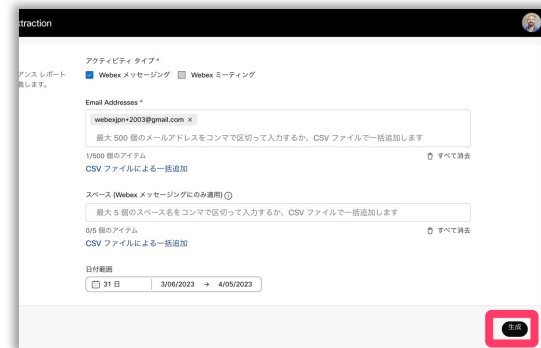 traction
アクティビティ タイプ *
アンス レポート
Webex メッセージング Webex ミーティング
義します。
Email Addresses *
webexjpn+2003@gmail.com ×
最大 500 個のメールアドレスをコンマで区切って入力するか、CSV ファイルで一括追加します
1/500 個のアイテム すべて消去
CSV ファイルによる一括追加
スペース (Webex メッセージングにのみ適用)
最大 5 個のスペース名をコンマで区切って入力するか、CSV ファイルで一括追加します
0/5 個のアイテム すべて消去
CSV ファイルによる一括追加
日付範囲
31 日 3/06/2023 → 4/05/2023
生成